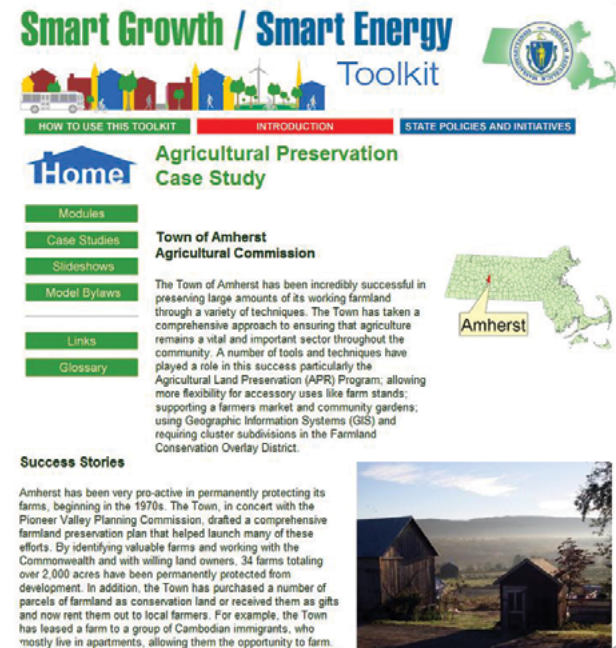 Smart Growth / Smart Energy
Toolkit
HOW TO USE THIS TOOLKIT
INTRODUCTION
STATE POLICIES AND INITIATIVES
Home
Agricultural Preservation
Case Study
Modules
Case Studies
Slideshows
Model Bylaws
Links
Glossary
Town of Amherst
Agricultural Commission
The Town of Amherst has been incredibly successful in
preserving large amounts of its working farmland
through a variety of techniques. The Town has taken a
comprehensive approach to ensuring that agriculture
remains a vital and important sector throughout the
community. A number of tools and techniques have
played a role in this success particularly the
Agricultural Land Preservation (APR) Program; allowing
more flexibility for accessory uses like farm stands;
supporting a farmers market and community gardens;
using Geographic Information Systems (GIS) and
requiring cluster subdivisions in the Farmland
Conservation Overlay District.
Amherst
Success Stories
Amherst has been very pro-active in permanently protecting its
farms, beginning in the 1970s. The Town, in concert with the
Pioneer Valley Planning Commission, drafted a comprehensive
farmland preservation plan that helped launch many of these
efforts. By identifying valuable farms and working with the
Commonwealth and with willing land owners, 34 farms totaling
over 2,000 acres have been permanently protected from
development. In addition, the Town has purchased a number of
parcels of farmland as conservation land or received them as gifts
and now rent them out to local farmers. For example, the Town
has leased a farm to a group of Cambodian immigrants, who
mostly live in apartments, allowing them the opportunity to farm.